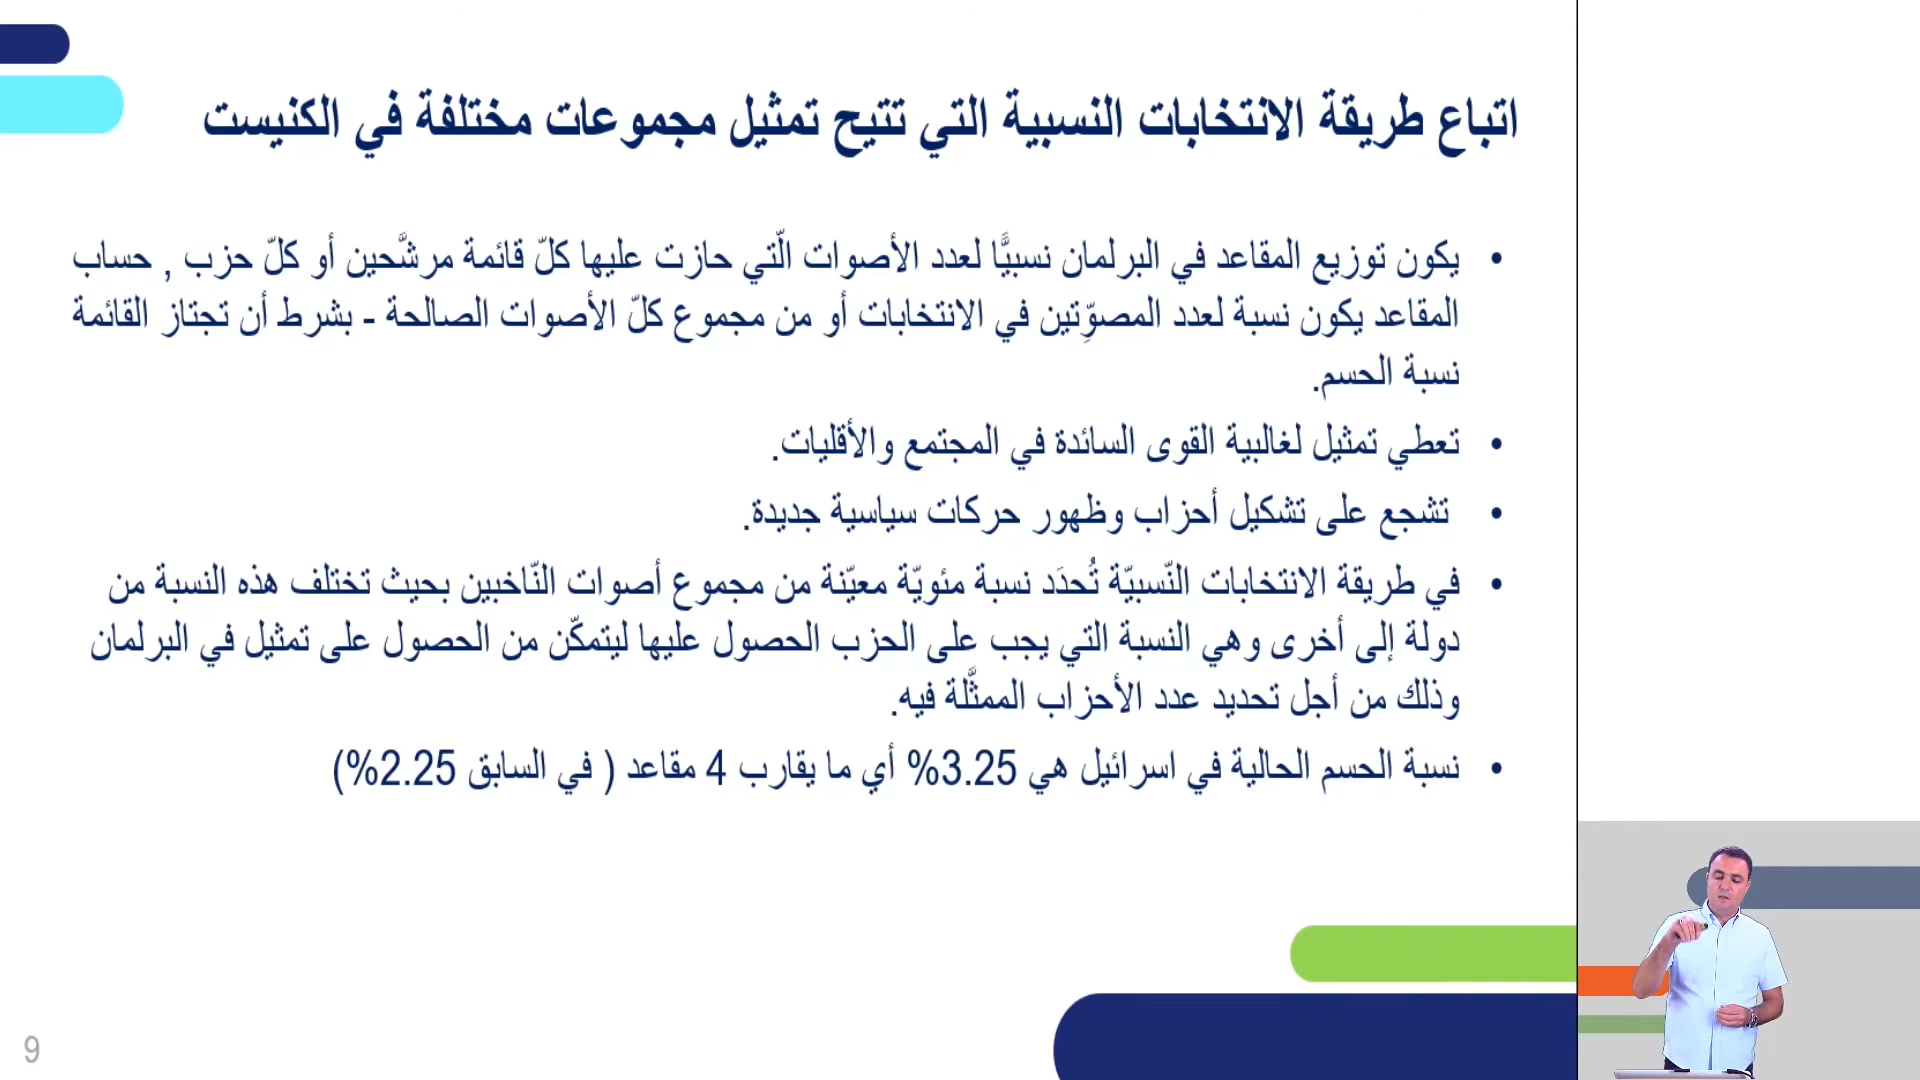 اتباع طريقة الانتخابات النسبية التي تتيح تمثيل مجموعات مختلفة في الكنيست
• يكون توزيع المقاعد في البرلمان نسبيًّا لعدد الأصوات الّتي حازت عليها كلّ قائمة مرشَّحين أو كلّ حزب , حساب
المقاعد يكون نسبة لعدد المصوِّتين في الانتخابات أو من مجموع كلّ الأصوات الصالحة - بشرط أن تجتاز القائمة
نسبة الحسم.
• تعطي تمثيل لغالبية القوى السائدة في المجتمع والأقليات.
• تشجع على تشكيل أحزاب وظهور حركات سياسية جديدة.
• في طريقة الانتخابات النّسبيّة تُحدَد نسبة مئويّة معيّنة من مجموع أصوات النّاخبين بحيث تختلف هذه النسبة من
دولة إلى أخرى وهي النسبة التي يجب على الحزب الحصول عليها ليتمكّن من الحصول على تمثيل في البرلمان
وذلك من أجل تحديد عدد الأحزاب الممثَّلة فيه.
• نسبة الحسم الحالية في اسرائيل هي 3.25% أي ما يقارب 4 مقاعد ( في السابق 2.25%)
9